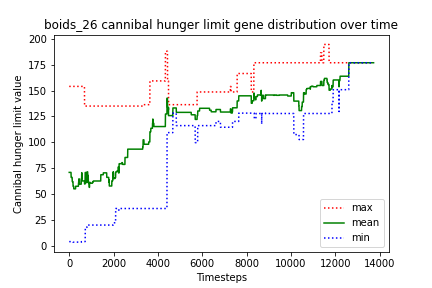 boids_26 cannibal hunger limit gene distribution over time
Cannibal hunger limit value
200
175
150
125
100
75
50
25
0
max
mean
min
0 2000 4000 6000 8000 10000 12000 14000
Timesteps